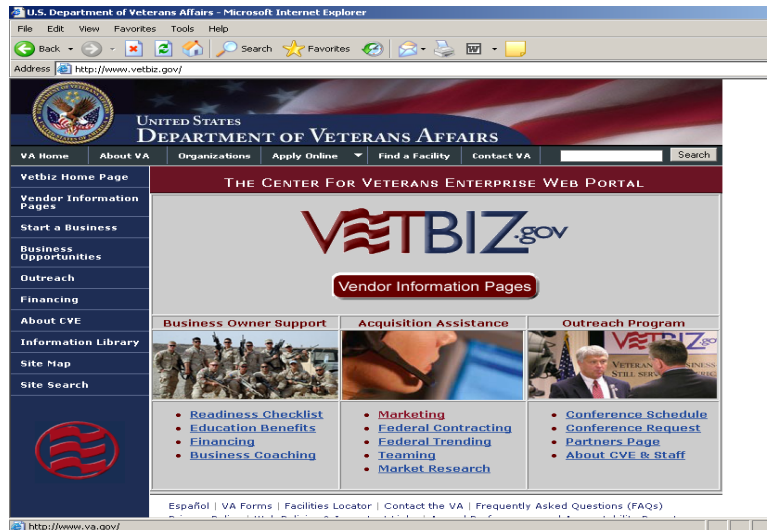 U.S. Department of Veterans Affairs - Microsoft Internet Explorer
File Edit View Favorites Tools Help
Back Search Favorites
Address http://www.vetbiz.gov/
UNITED STATES
DEPARTMENT OF VETERANS AFFAIRS
VA Home About VA Organizations Apply Online Find a Facility Contact VA Search
Vetbiz Home Page
Vendor Information
Pages
Start a Business
Business
Opportunities
Outreach
Financing
About CVE
Information Library
Site Map
Site Search
THE CENTER FOR VETERANS ENTERPRISE WEB PORTAL
VETBIZ.gov
Vendor Information Pages
Business Owner Support
Readiness Checklist
Education Benefits
Financing
Business Coaching
Acquisition Assistance
Marketing
Federal Contracting
Federal Trending
Teaming
Market Research
Outreach Program
VETBIZ.go
VETERAN INESS
STILL SER
Conference Schedule
Conference Request
Partners Page
About CVE & Staff
Español | VA Forms | Facilities Locator | Contact the VA | Frequently Asked Questions (FAQs)
http://www.va.gov/